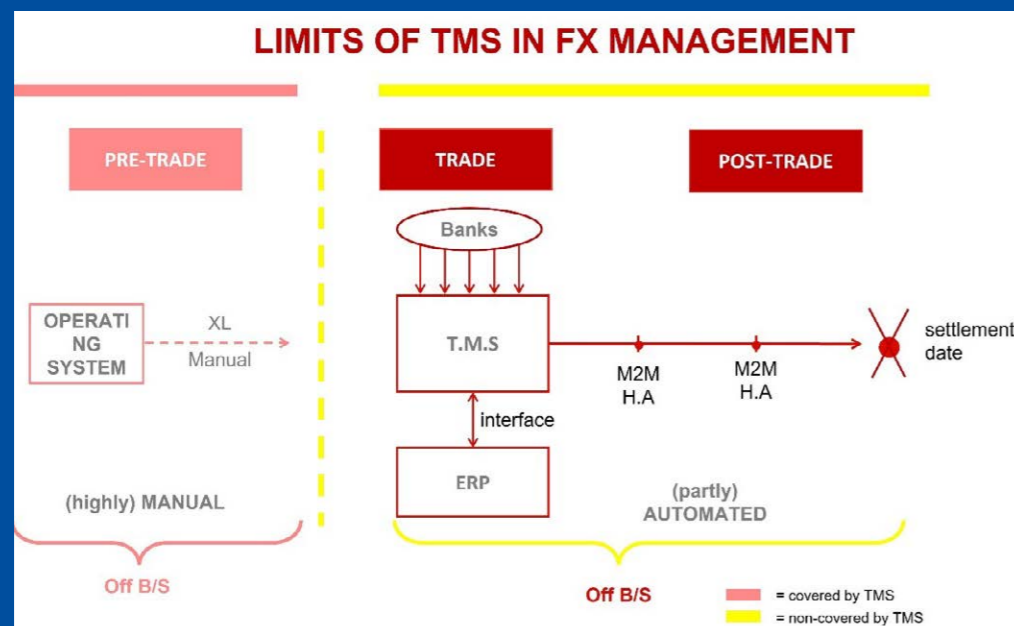 LIMITS OF TMS IN FX MANAGEMENT
PRE-TRADE
TRADE
POST-TRADE
Banks
OPERATI
NG
SYSTEM
XL
Manual
T.M.S
M2M
H.A
M2M
H.A
settlement
date
interface
ERP
(highly) MANUAL
(partly)
AUTOMATED
Off B/S
Off B/S
= covered by TMS
= non-covered by TMS